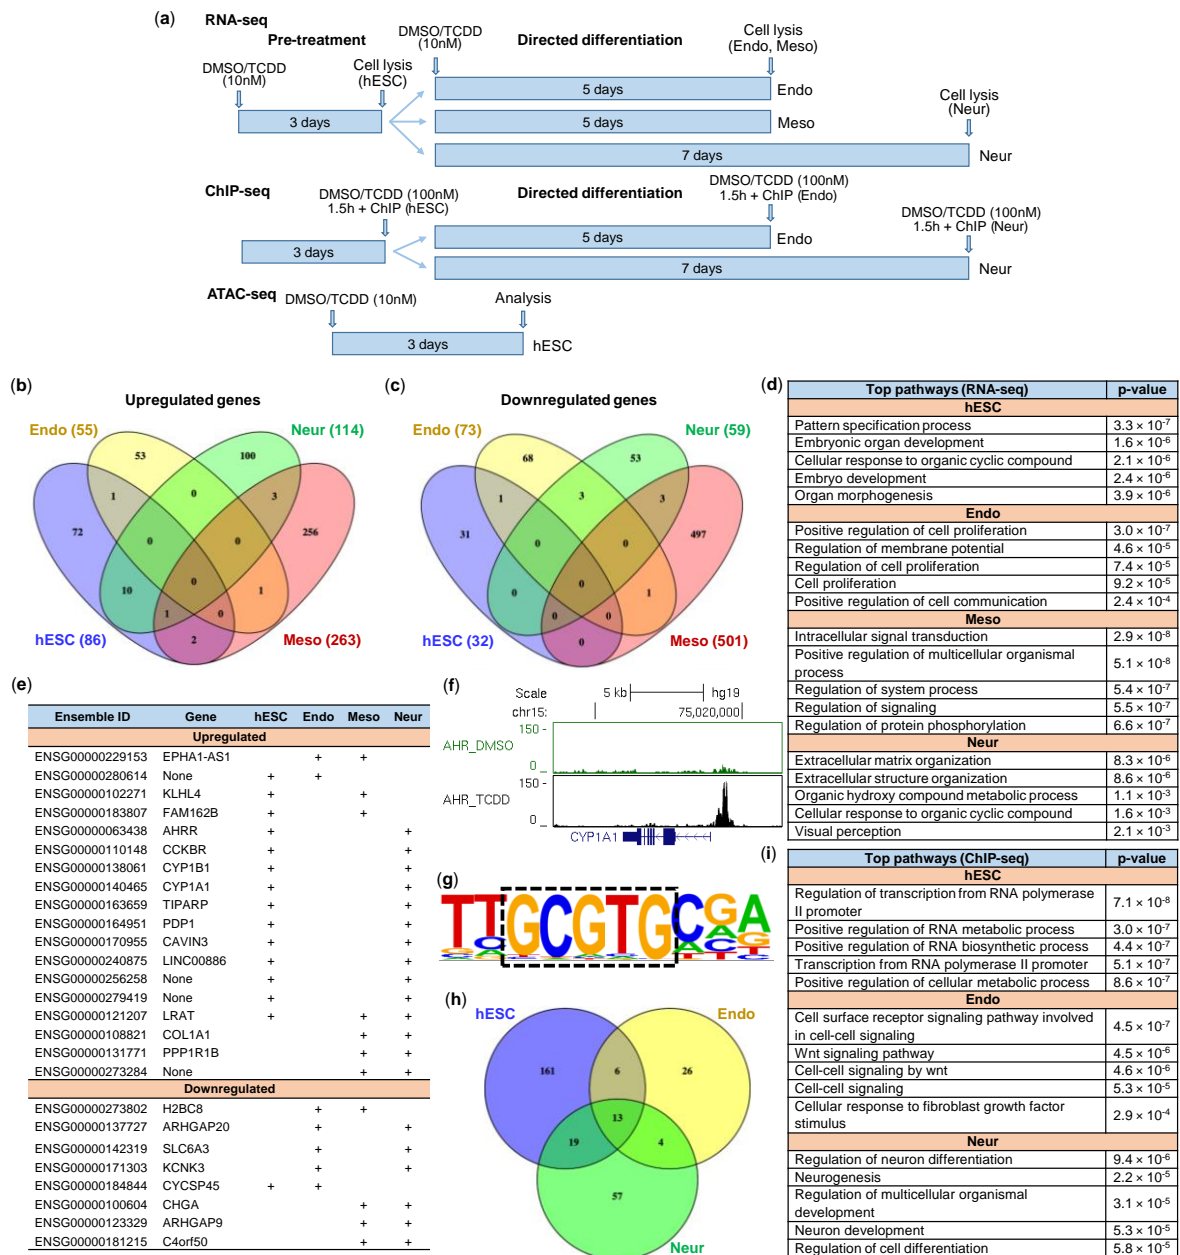 (a)
RNA-seq
Pre-treatment
DMSO/TCDD
(10nM)
Cell lysis
(hESC)
3 days
DMSO/TCDD
(10nM)
Directed differentiation
Cell lysis
(Endo, Meso)
5 days
Endo
5 days
Meso
Cell lysis
(Neur)
7 days
Neur
ChIP-seq
DMSO/TCDD (100nM)
1.5h + ChIP (hESC)
Directed differentiation
DMSO/TCDD (100nM)
1.5h + ChIP (Endo)
DMSO/TCDD (100nM)
1.5h + ChIP (Neur)
3 days
5 days
Endo
7 days
Neur
ATAC-seq
DMSO/TCDD (10nM)
Analysis
3 days
hESC
(b)
Upregulated genes
Endo (55)
Neur (114)
53
100
1
0
3
72
256
0
0
10
0
1
1
0
2
hESC (86)
Meso (263)
(c)
Downregulated genes
Endo (73)
Neur (59)
68
53
1
3
3
31
497
0
0
0
0
1
0
0
0
hESC (32)
Meso (501)
(d)
Top pathways (RNA-seq) p-value
hESC
Pattern specification process 3.3 × 10-7
Embryonic organ development 1.6 × 10-6
Cellular response to organic cyclic compound 2.1 × 10-6
Embryo development 2.4 × 10-6
Organ morphogenesis 3.9 × 10-6
Endo
Positive regulation of cell proliferation 3.0 × 10-7
Regulation of membrane potential 4.6 × 10-5
Regulation of cell proliferation 7.4 × 10-5
Cell proliferation 9.2 × 10-5
Positive regulation of cell communication 2.4 × 10-4
Meso
Intracellular signal transduction 2.9 × 10-8
Positive regulation of multicellular organismal
process 5.1 × 10-8
Regulation of system process 5.4 × 10-7
Regulation of signaling 5.5 × 10-7
Regulation of protein phosphorylation 6.6 × 10-7
Neur
Extracellular matrix organization 8.3 × 10-6
Extracellular structure organization 8.6 × 10-6
Organic hydroxy compound metabolic process 1.1 × 10-3
Cellular response to organic cyclic compound 1.6 × 10-3
Visual perception 2.1 × 10-3
(e)
Ensemble ID Gene hESC Endo Meso Neur
Upregulated
ENSG00000229153 EPHA1-AS1 + +
ENSG00000280614 None + +
ENSG00000102271 KLHL4 + +
ENSG00000183807 FAM162B + +
ENSG00000063438 AHRR + +
ENSG00000110148 CCKBR + +
ENSG00000138061 CYP1B1 + +
ENSG00000140465 CYP1A1 + +
ENSG00000163659 TIPARP + +
ENSG00000164951 PDP1 + +
ENSG00000170955 CAVIN3 + +
ENSG00000240875 LINC00886 + +
ENSG00000256258 None + +
ENSG00000279419 None + +
ENSG00000121207 LRAT + + +
ENSG00000108821 COL1A1 + +
ENSG00000131771 PPP1R1B + +
ENSG00000273284 None + +
Downregulated
ENSG00000273802 H2BC8 + +
ENSG00000137727 ARHGAP20 + +
ENSG00000142319 SLC6A3 + +
ENSG00000171303 KCNK3 + +
ENSG00000184844 CYCSP45 + +
ENSG00000100604 CHGA + +
ENSG00000123329 ARHGAP9 + +
ENSG00000181215 C4orf50 + +
(f)
Scale 5 kb hg19
chr15: 75,020,000
150
AHR_DMSO
0
150
AHR_TCDD
0
CYP1A1
(g)
TTGCGTGCGA
(h)
hESC
Endo
161
6
26
13
19
4
57
Neur
(i)
Top pathways (ChIP-seq) p-value
hESC
Regulation of transcription from RNA polymerase
II promoter 7.1 × 10-8
Positive regulation of RNA metabolic process 3.0 × 10-7
Positive regulation of RNA biosynthetic process 4.4 × 10-7
Transcription from RNA polymerase II promoter 5.1 × 10-7
Positive regulation of cellular metabolic process 8.6 × 10-7
Endo
Cell surface receptor signaling pathway involved
in cell-cell signaling 4.5 × 10-7
Wnt signaling pathway 4.5 × 10-6
Cell-cell signaling by wnt 4.6 × 10-6
Cell-cell signaling 5.3 × 10-5
Cellular response to fibroblast growth factor
stimulus 2.9 × 10-4
Neur
Regulation of neuron differentiation 9.4 × 10-6
Neurogenesis 2.2 × 10-5
Regulation of multicellular organismal
development 3.1 × 10-5
Neuron development 5.3 × 10-5
Regulation of cell differentiation 5.8 × 10-5